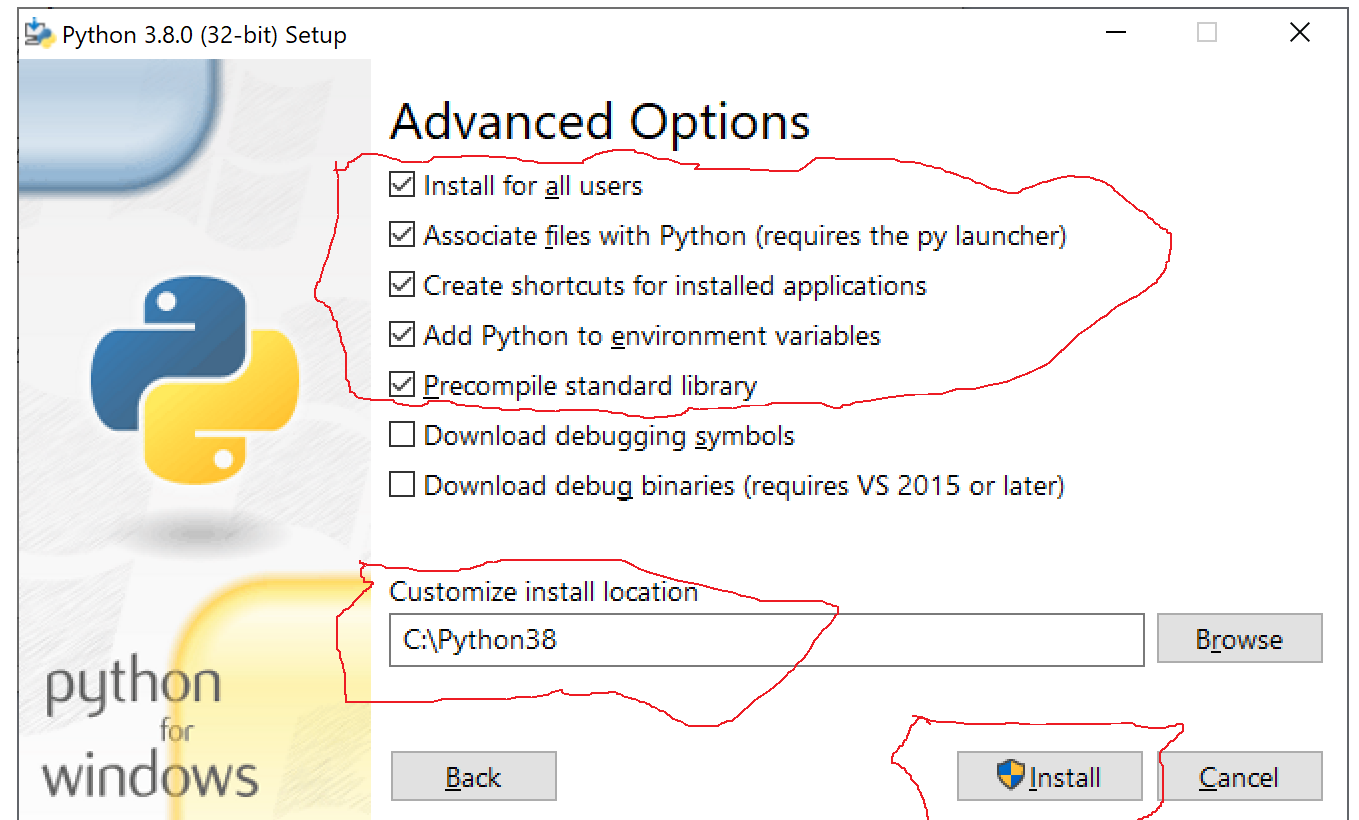 Python 3.8.0 (32-bit) Setup
Advanced Options
Install for all users
Associate files with Python (requires the py launcher)
Create shortcuts for installed applications
Add Python to environment variables
Precompile standard library
Download debugging symbols
Download debug binaries (requires VS 2015 or later)
Customize install location
C:\Python38
Browse
python
for
windows
Back
Install
Cancel